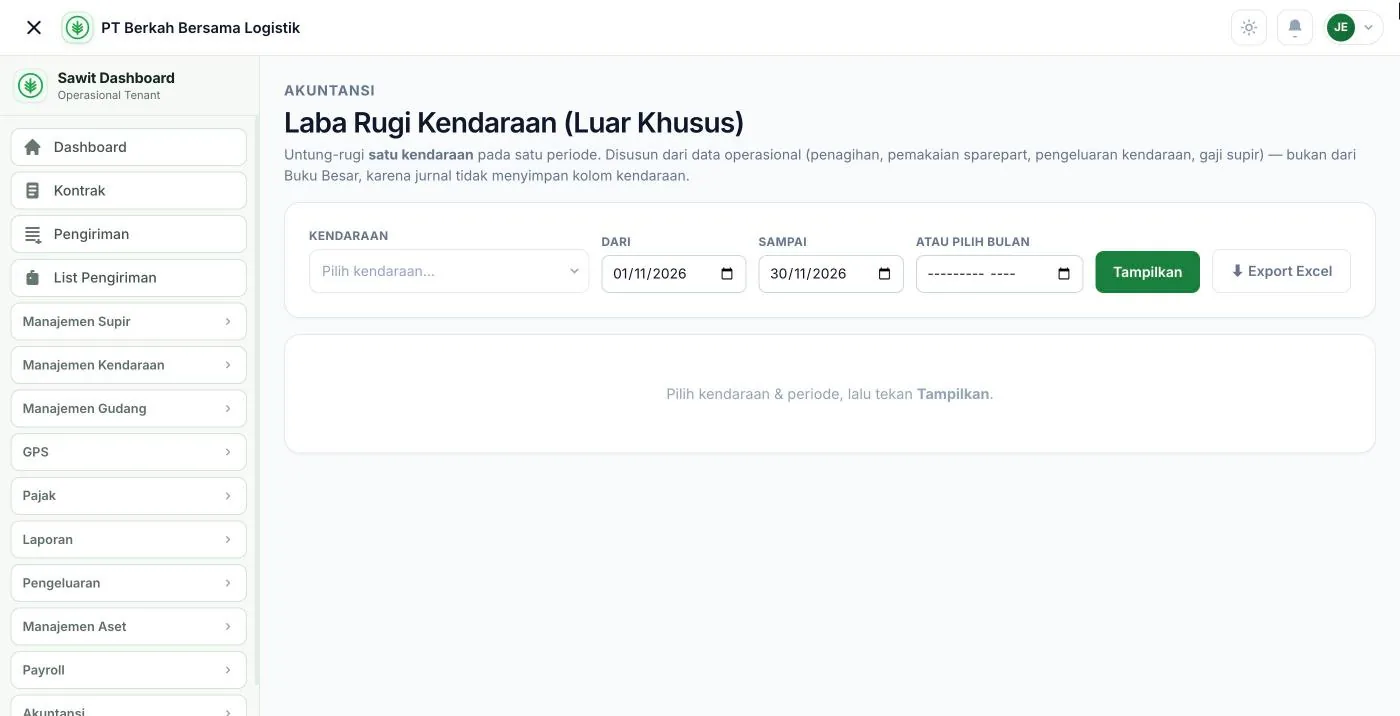 PT Berkah Bersama Logistik
JE
Sawit Dashboard
Operasional Tenant
Dashboard
Kontrak
Pengiriman
List Pengiriman
Manajemen Supir
Manajemen Kendaraan
Manajemen Gudang
GPS
Pajak
Laporan
Pengeluaran
Manajemen Aset
Payroll
Akuntansi
AKUNTANSI
Laba Rugi Kendaraan (Luar Khusus)
Untung-rugi satu kendaraan pada satu periode. Disusun dari data operasional (penagihan, pemakaian sparepart, pengeluaran kendaraan, gaji supir) — bukan dari
Buku Besar, karena jurnal tidak menyimpan kolom kendaraan.
KENDARAAN
DARI
SAMPAI
ATAU PILIH BULAN
Pilih kendaraan...
01/11/2026
30/11/2026
--------- ----
Tampilkan
⬇ Export Excel
Pilih kendaraan & periode, lalu tekan Tampilkan.